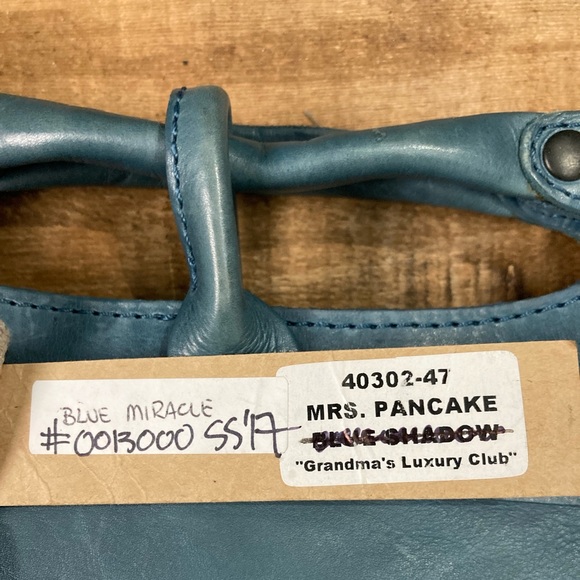 BLUE MIRACLE
#0013000 SS'17
40302-47
MRS. PANCAKE
BLUE SHADOW
"Grandma's Luxury Club"